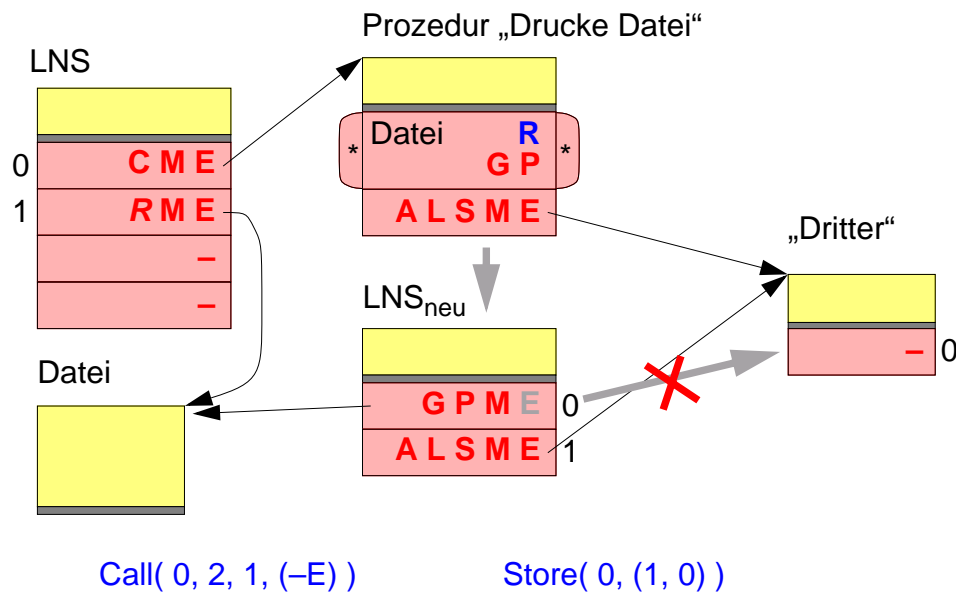 Prozedur „Drucke Datei“
LNS
0 C M E
1 R M E
–
–
* Datei R *
G P
A L S M E
„Dritter“
– 0
LNSneu
G P M E 0
A L S M E 1
Datei
Call( 0, 2, 1, (–E) )
Store( 0, (1, 0) )